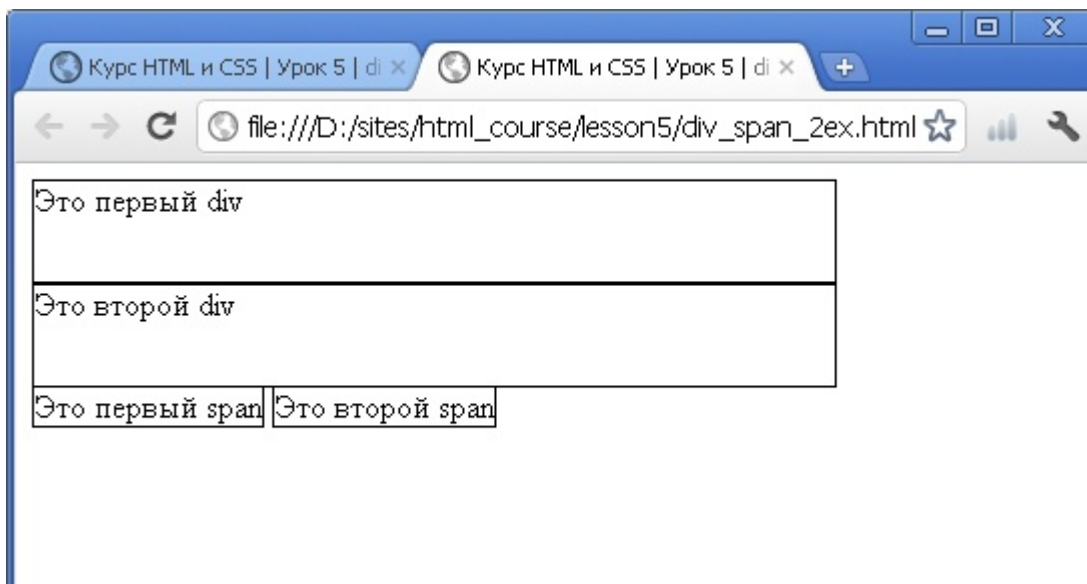 Курс HTML и CSS | Урок 5 | di
Курс HTML и CSS | Урок 5 | di
file:///D:/sites/html_course/lesson5/div_span_2ex.html
Это первый div
Это второй div
Это первый span Это второй span